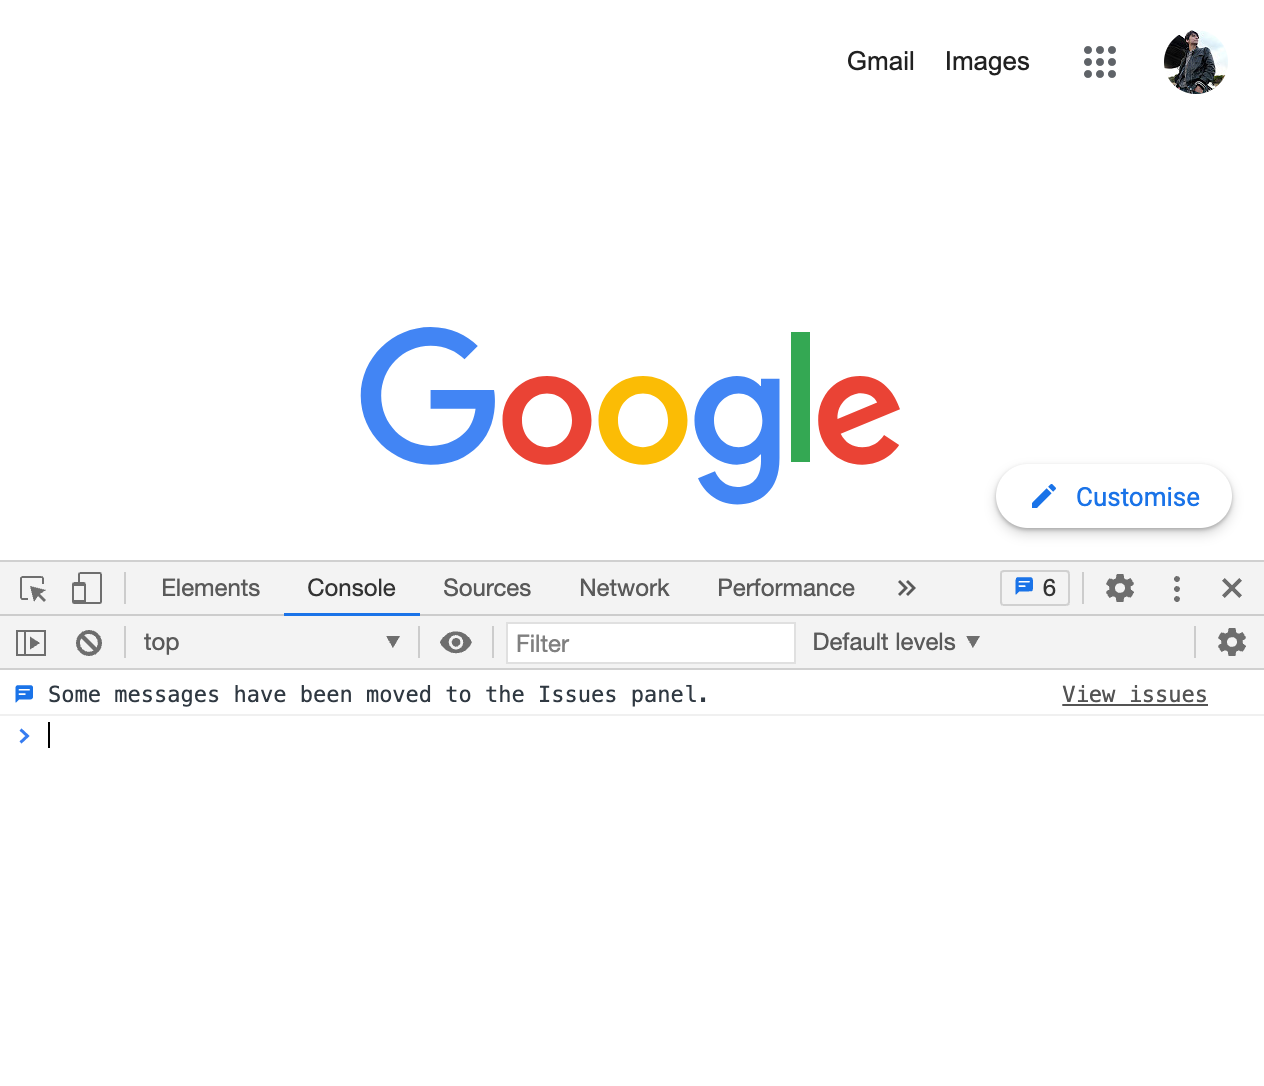 Gmail Images
Google
Customise
Elements Console Sources Network Performance 6
top Filter Default levels
Some messages have been moved to the Issues panel. View issues